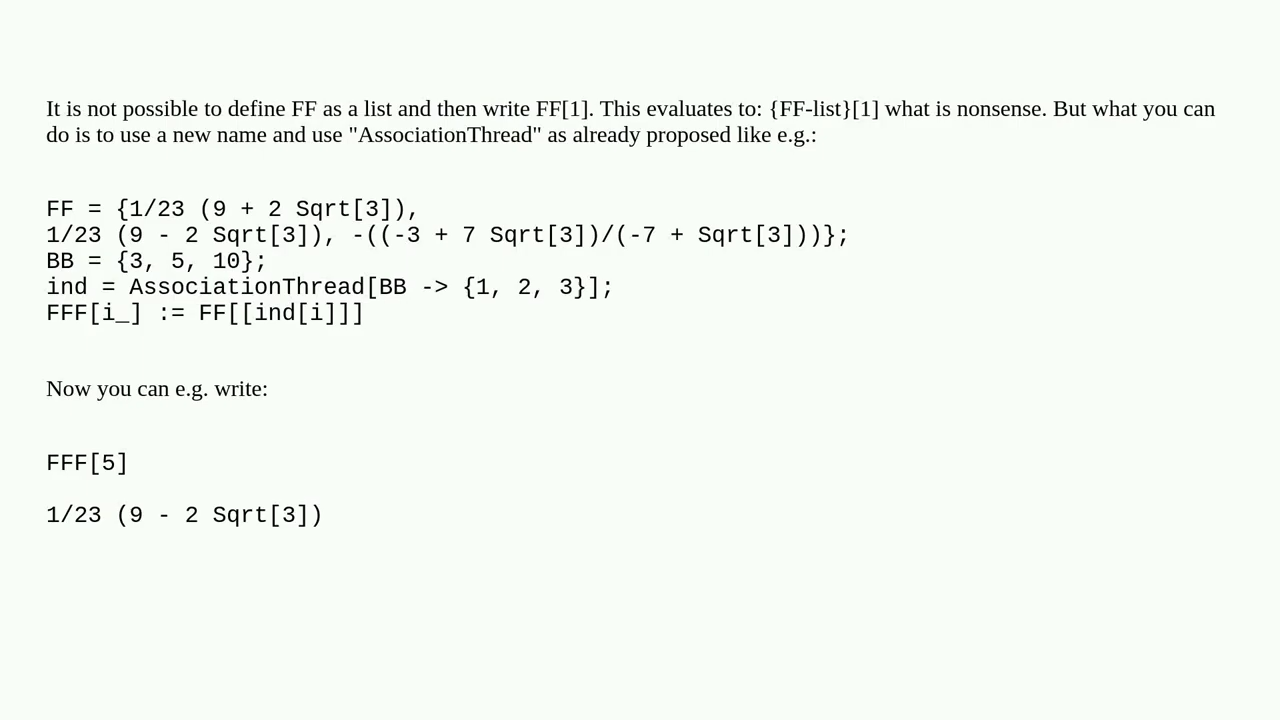 It is not possible to define FF as a list and then write FF[1]. This evaluates to: {FF-list}[1] what is nonsense. But what you can
do is to use a new name and use "AssociationThread" as already proposed like e.g.:
FF = {1/23 (9 + 2 Sqrt[3]),
1/23 (9 - 2 Sqrt[3]), -((-3 + 7 Sqrt[3])/(-7 + Sqrt[3]))};
BB = {3, 5, 10};
ind = AssociationThread[BB -> {1, 2, 3}];
FFF[i_] := FF[[ind[i]]]
Now you can e.g. write:
FFF[5]
1/23 (9 - 2 Sqrt[3])